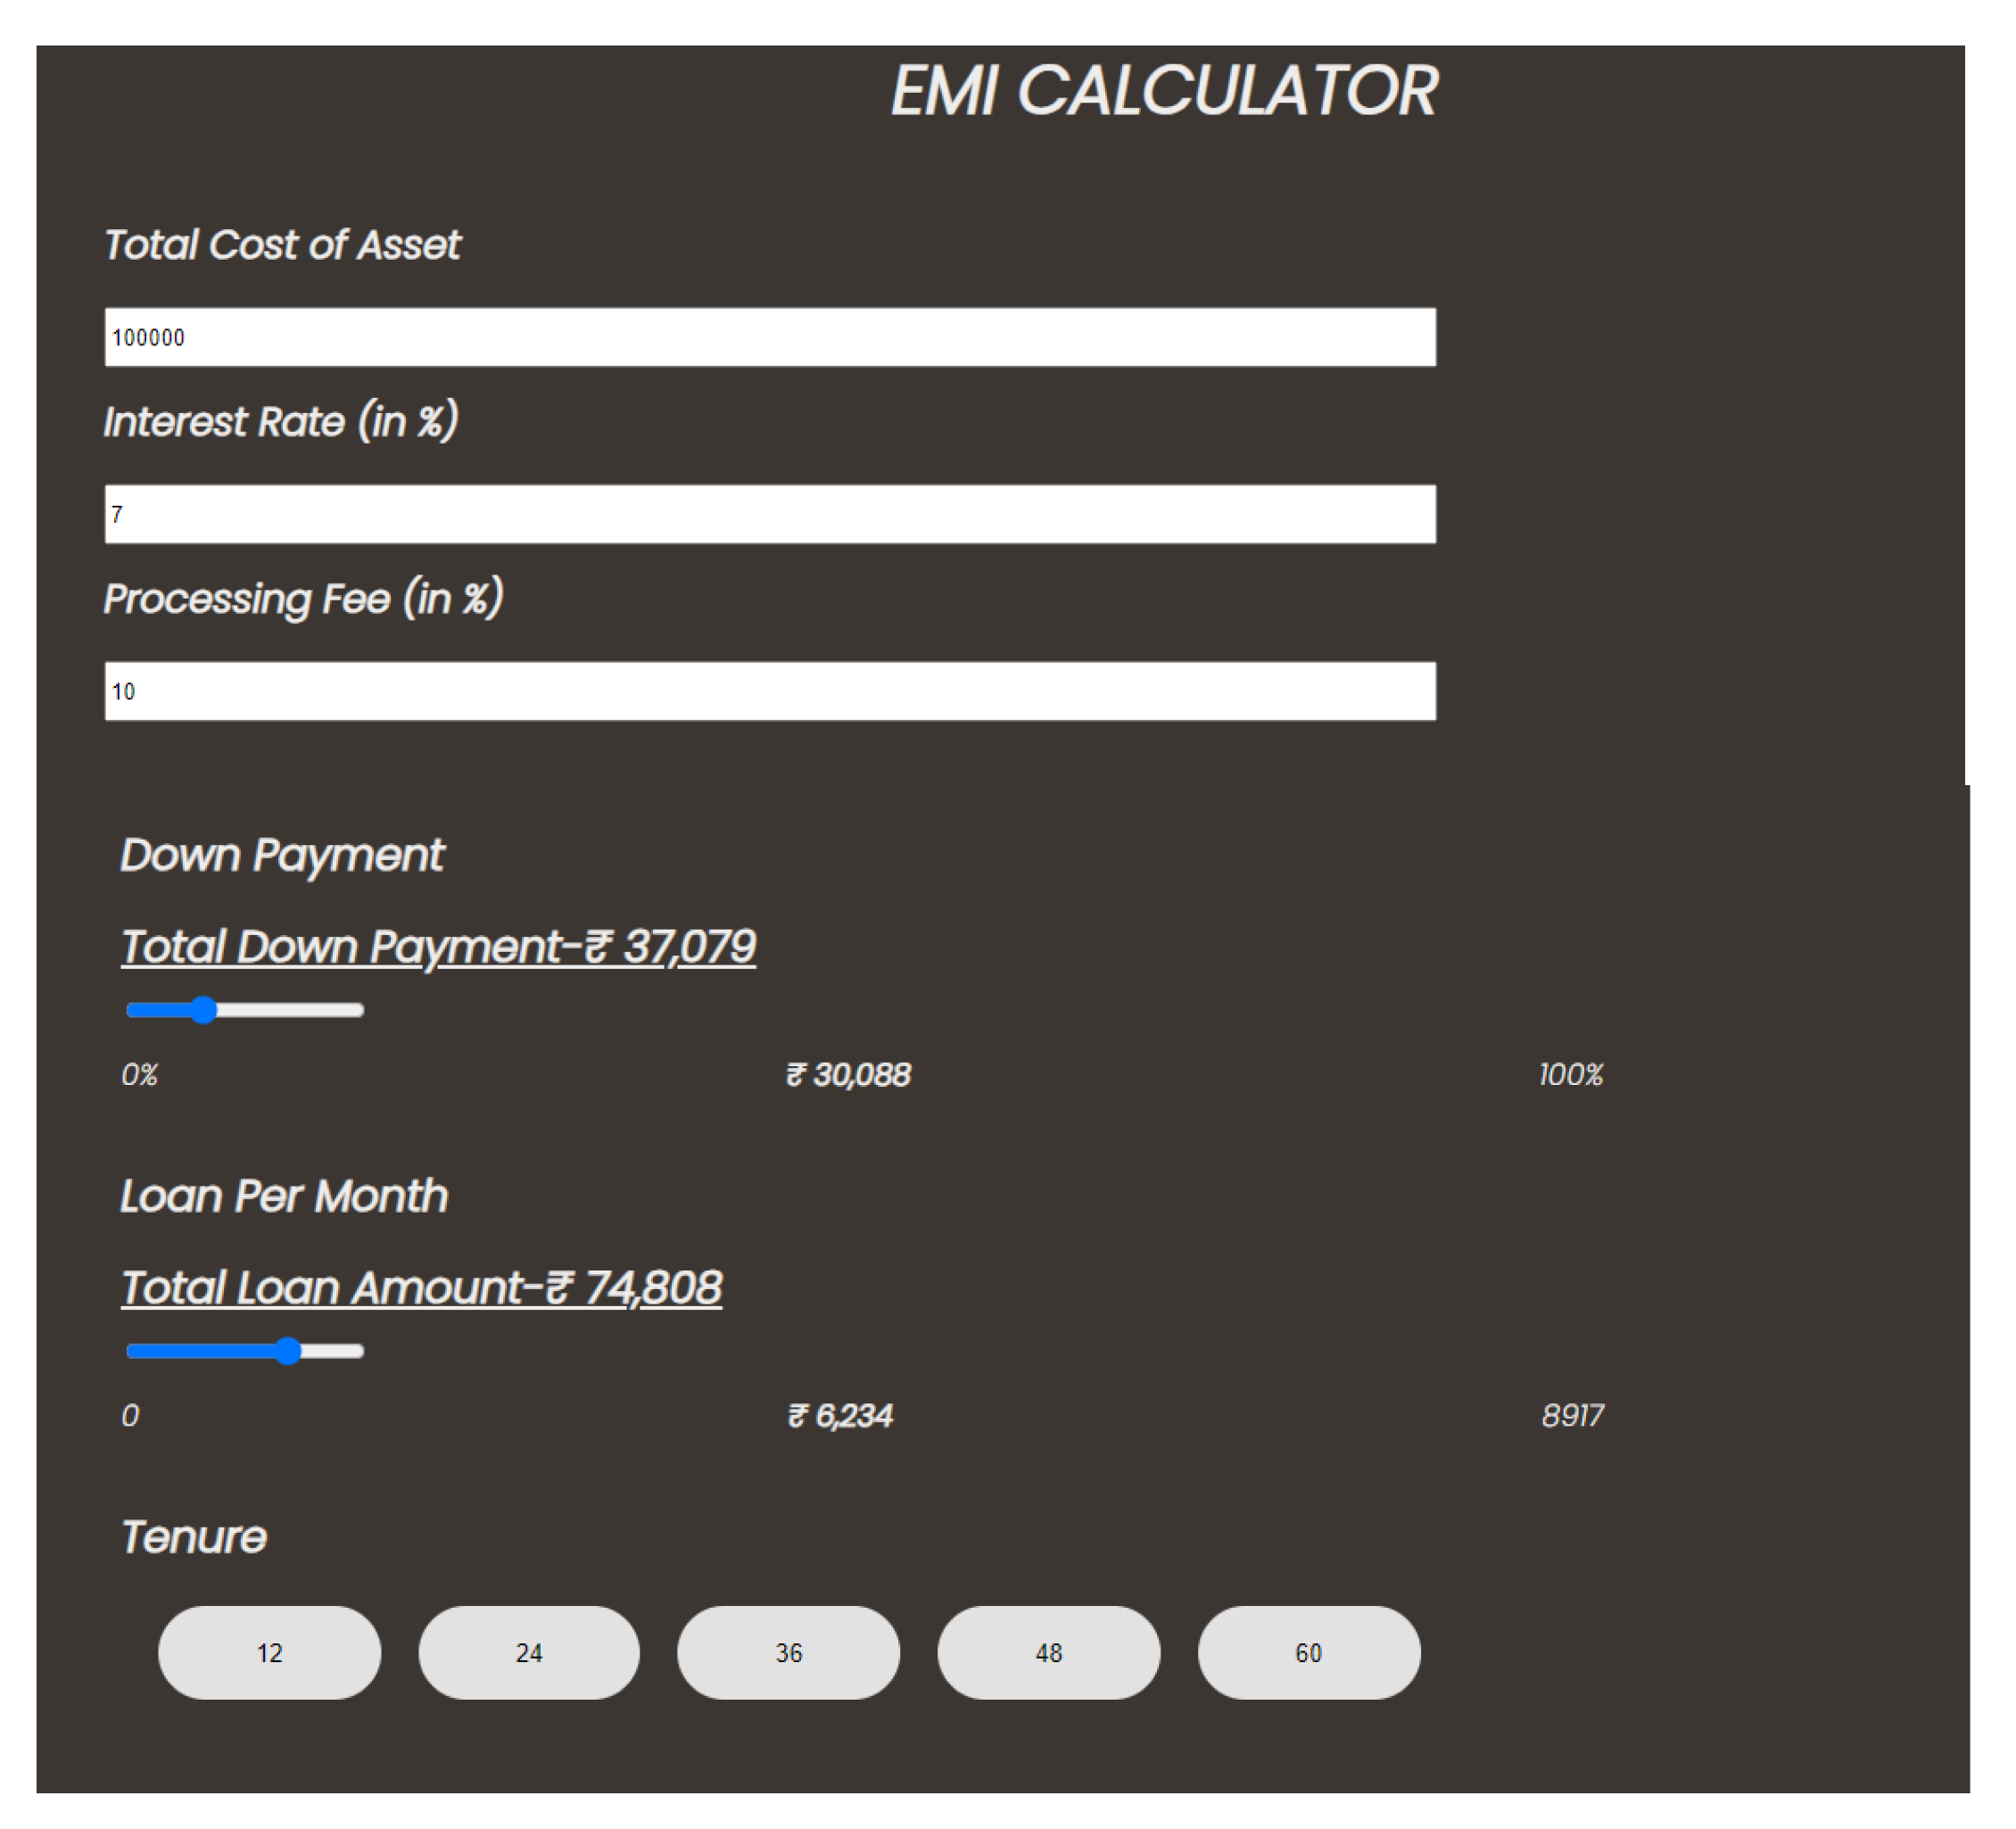 EMI CALCULATOR
Total Cost of Asset
100000
Interest Rate (in %)
7
Processing Fee (in %)
10
Down Payment
Total Down Payment-₹ 37,079
0% ₹ 30,088 100%
Loan Per Month
Total Loan Amount-₹ 74,808
0 ₹ 6,234 8917
Tenure
12 24 36 48 60